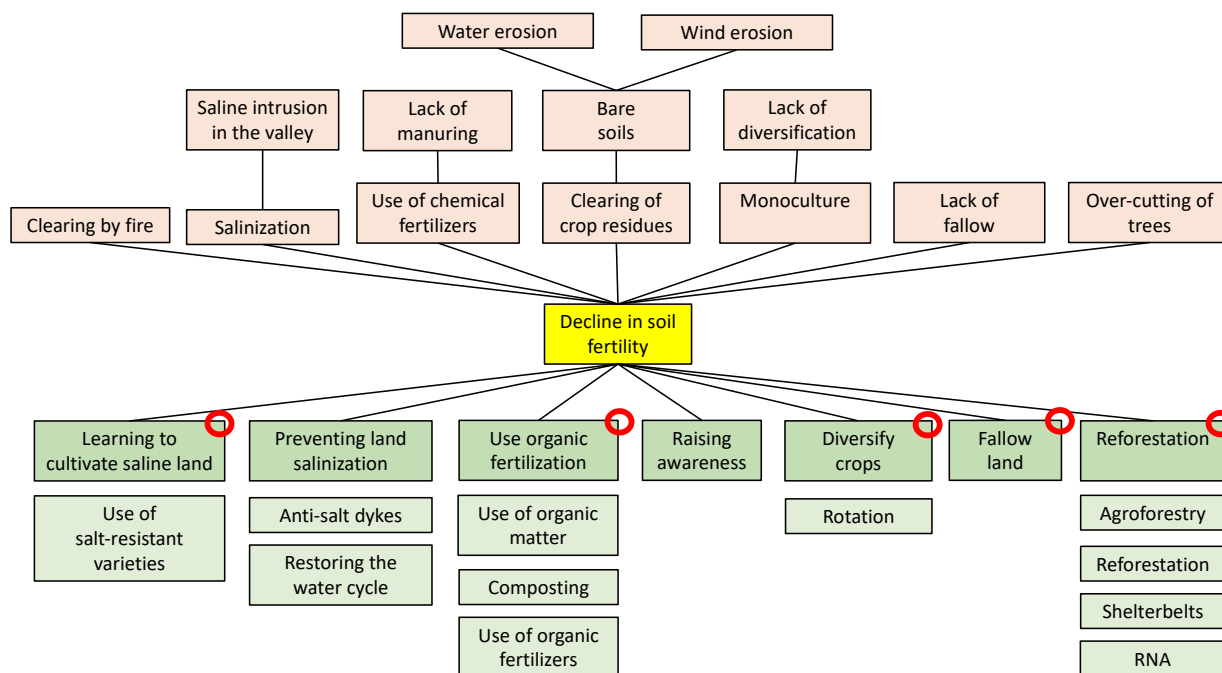 Water erosion
Wind erosion
Saline intrusion
in the valley
Lack of
manuring
Bare
soils
Lack of
diversification
Clearing by fire
Salinization
Use of chemical
fertilizers
Clearing of
crop residues
Monoculture
Lack of
fallow
Over-cutting of
trees
Decline in soil
fertility
Learning to
cultivate saline land
Preventing land
salinization
Use organic
fertilization
Raising
awareness
Diversify
crops
Fallow
land
Reforestation
Use of
salt-resistant
varieties
Anti-salt dykes
Restoring the
water cycle
Use of organic
matter
Composting
Use of organic
fertilizers
Rotation
Agroforestry
Reforestation
Shelterbelts
RNA